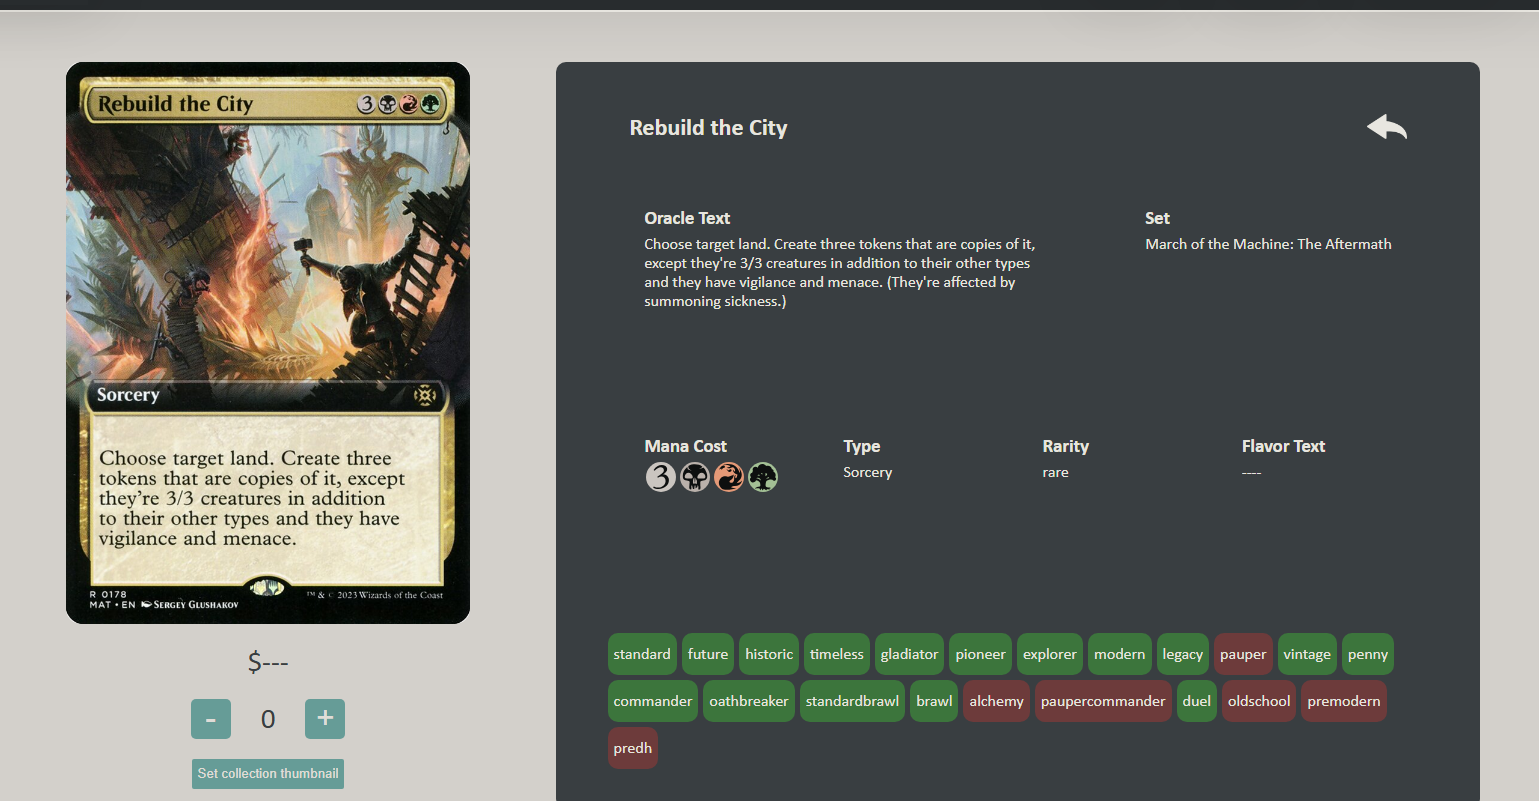 Rebuild the City
3
Sorcery
Choose target land. Create three
tokens that are copies of it, except
they're 3/3 creatures in addition
to their other types and they have
vigilance and menace.
R 0178
MAT • EN SERGEY GLUSHAKOV
™ & © 2023 Wizards of the Coast
$---
- 0 +
Set collection thumbnail
Rebuild the City
Oracle Text
Choose target land. Create three tokens that are copies of it,
except they're 3/3 creatures in addition to their other types
and they have vigilance and menace. (They're affected by
summoning sickness.)
Set
March of the Machine: The Aftermath
Mana Cost
3
Type
Sorcery
Rarity
rare
Flavor Text
----
standard future historic timeless gladiator pioneer explorer modern legacy pauper vintage penny
commander oathbreaker standardbrawl brawl alchemy paupercommander duel oldschool premodern
predh